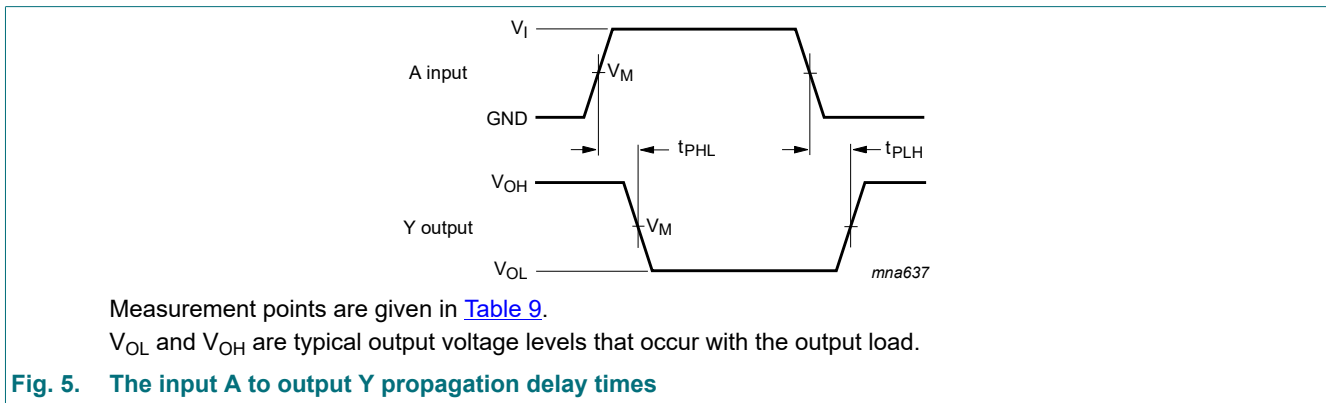 V_I
A input
V_M
GND
t_PHL
t_PLH
V_OH
Y output
V_M
V_OL
mna637
Measurement points are given in Table 9.
V_OL and V_OH are typical output voltage levels that occur with the output load.
Fig. 5. The input A to output Y propagation delay times